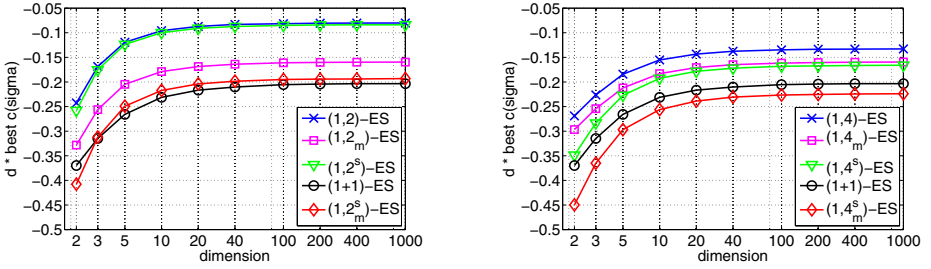 d * best c(sigma)
−0.05
−0.1
−0.15
−0.2
−0.25
−0.3
−0.35
−0.4
−0.45
−0.5
2 3 5 10 20 40 100 200 400 1000
dimension
(1,2)−ES
(1,2m)−ES
(1,2s)−ES
(1+1)−ES
(1,2sm)−ES
d * best c(sigma)
−0.05
−0.1
−0.15
−0.2
−0.25
−0.3
−0.35
−0.4
−0.45
−0.5
2 3 5 10 20 40 100 200 400 1000
dimension
(1,4)−ES
(1,4m)−ES
(1,4s)−ES
(1+1)−ES
(1,4sm)−ES